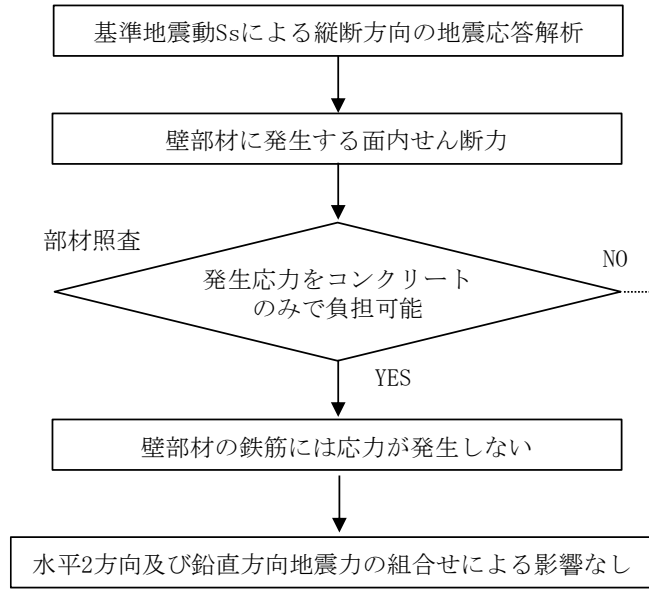 基準地震動Ssによる縦断方向の地震応答解析
壁部材に発生する面内せん断力
部材照査
発生応力をコンクリート
のみで負担可能
NO
YES
壁部材の鉄筋には応力が発生しない
水平2方向及び鉛直方向地震力の組合せによる影響なし